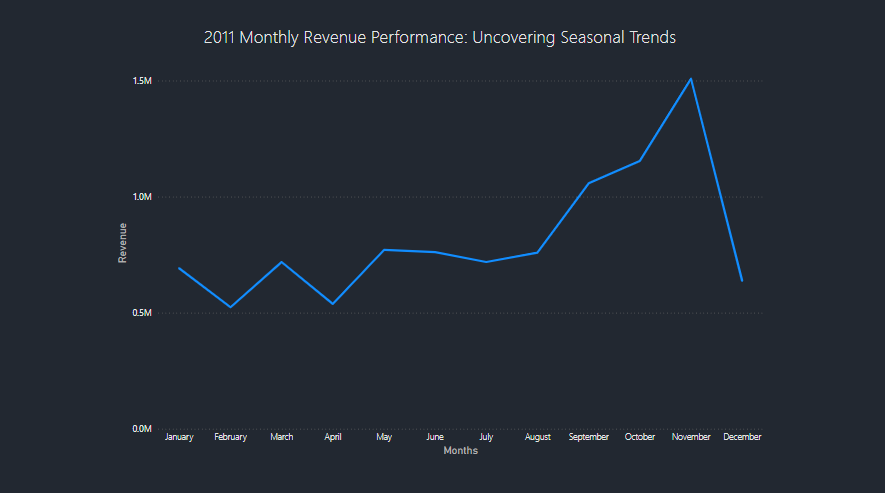 2011 Monthly Revenue Performance: Uncovering Seasonal Trends
1.5M
1.0M
0.5M
0.0M
Revenue
January February March April May June July August September October November December
Months